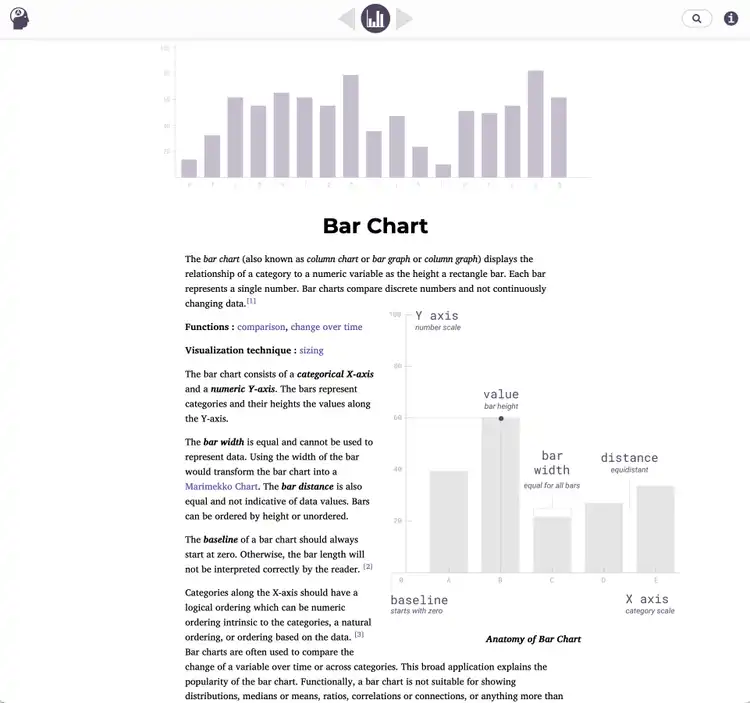 100
80
60
40
20
Bar Chart
The bar chart (also known as column chart or bar graph or column graph) displays the
relationship of a category to a numeric variable as the height a rectangle bar. Each bar
represents a single number. Bar charts compare discrete numbers and not continuously
changing data.[1]
Functions : comparison, change over time
Visualization technique : sizing
The bar chart consists of a categorical X-axis
and a numeric Y-axis. The bars represent
categories and their heights the values along
the Y-axis.
The bar width is equal and cannot be used to
represent data. Using the width of the bar
would transform the bar chart into a
Marimekko Chart. The bar distance is also
equal and not indicative of data values. Bars
can be ordered by height or unordered.
The baseline of a bar chart should always
start at zero. Otherwise, the bar length will
not be interpreted correctly by the reader. [2]
Categories along the X-axis should have a
logical ordering which can be numeric
ordering intrinsic to the categories, a natural
ordering, or ordering based on the data. [3]
Bar charts are often used to compare the
change of a variable over time or across categories. This broad application explains the
popularity of the bar chart. Functionally, a bar chart is not suitable for showing
distributions, medians or means, ratios, correlations or connections, or anything more than
100
Y axis
number scale
80
value
bar height
60
bar
width
equal for all bars
distance
equidistant
40
20
0 A B C D E
baseline
starts with zero
X axis
category scale
Anatomy of Bar Chart